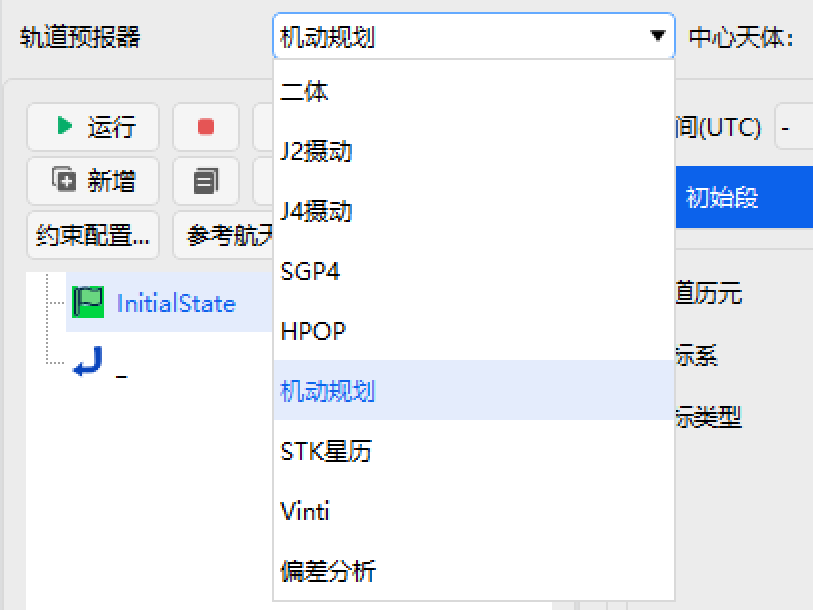 轨道预报器
机动规划
中心天体：
二体
J2摄动
J4摄动
SGP4
HPOP
机动规划
STK星历
Vinti
偏差分析
运行
新增
约束配置...
参考航天
InitialState
_
间(UTC)
-
初始段
道历元
标系
标类型